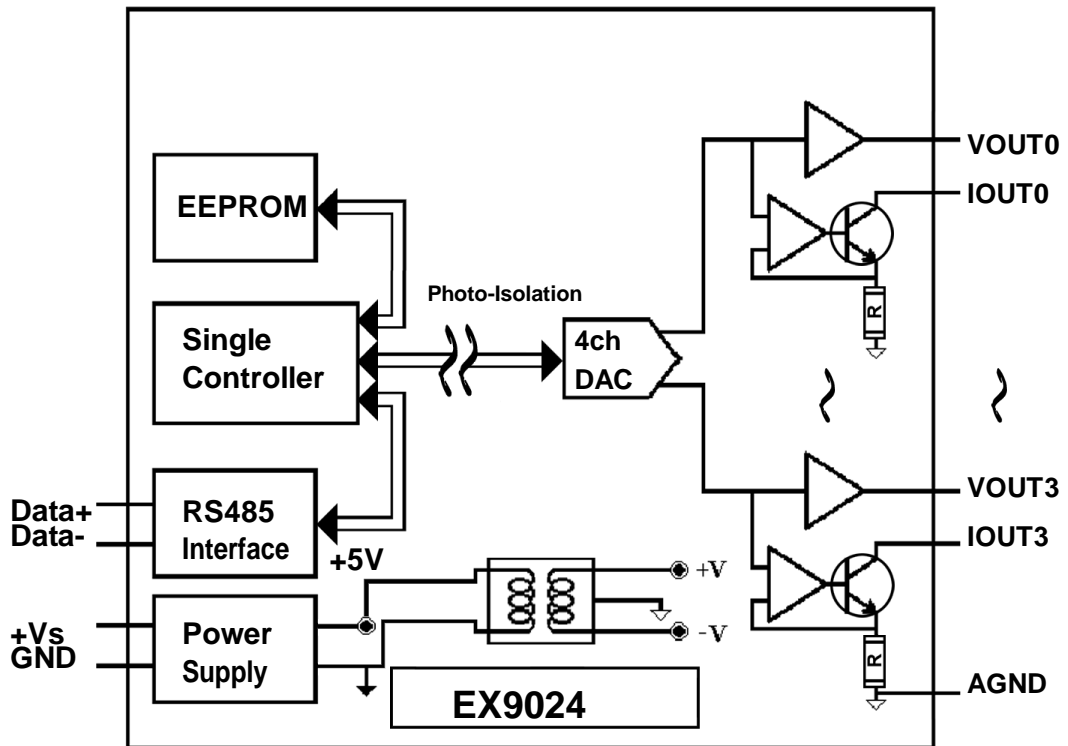 VOUT0
IOUT0
EEPROM
Photo-Isolation
R
Single
Controller
4ch
DAC
Data+
Data-
RS485
Interface
+5V
VOUT3
IOUT3
+V
-V
+Vs
GND
Power
Supply
R
AGND
EX9024